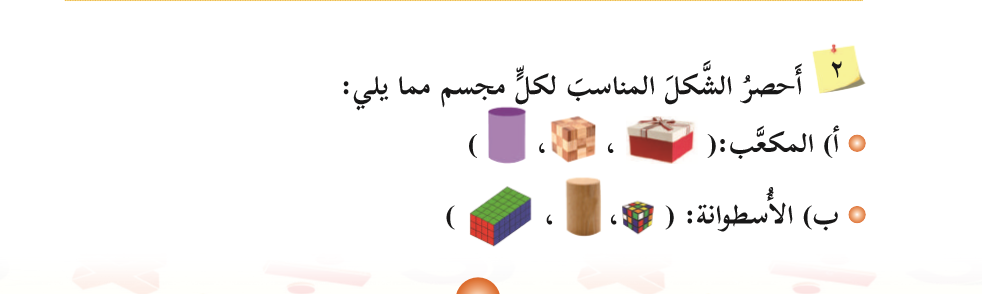 ٢
أَحصرُ الشَّكلَ المناسبَ لكلٍّ مجسم مما يلي:
أ) المكعَّب:( ، ، )
ب) الأُسطوانة: ( ، ، )